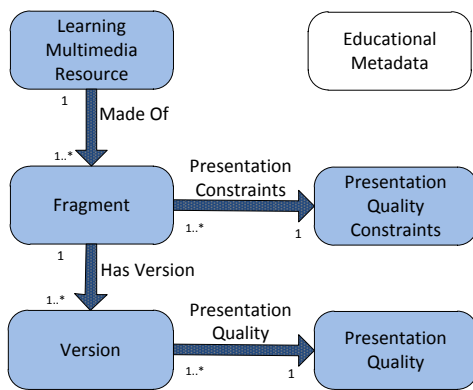 Learning
Multimedia
Resource
Educational
Metadata
1
Made Of
1..*
Presentation
Constraints
Fragment
Presentation
Quality
Constraints
1..*
1
1
Has Version
1..*
Presentation
Quality
Version
Presentation
Quality
1..*
1